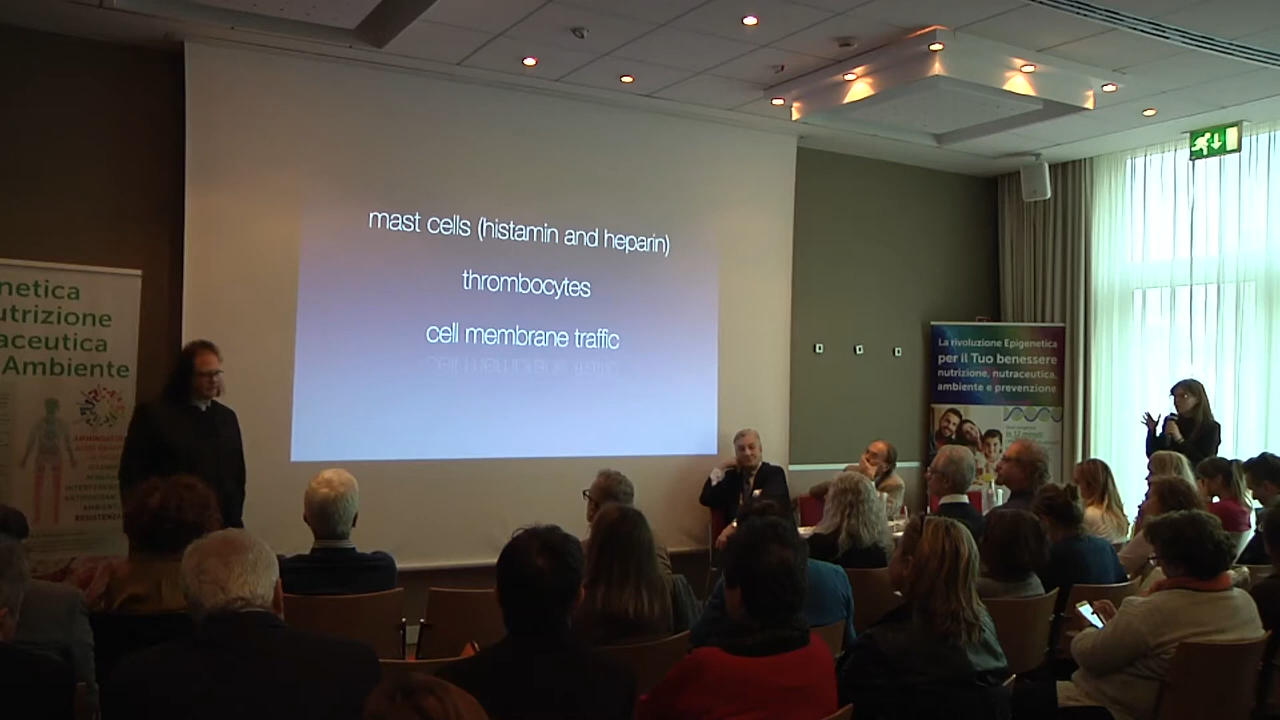 mast cells (histamin and heparin)
thrombocytes
cell membrane traffic
netica
utrizione
aceutica
Ambiente
La rivoluzione Epigenetica
per il Tuo benessere
nutrizione, nutraceutica,
ambiente e prevenzione